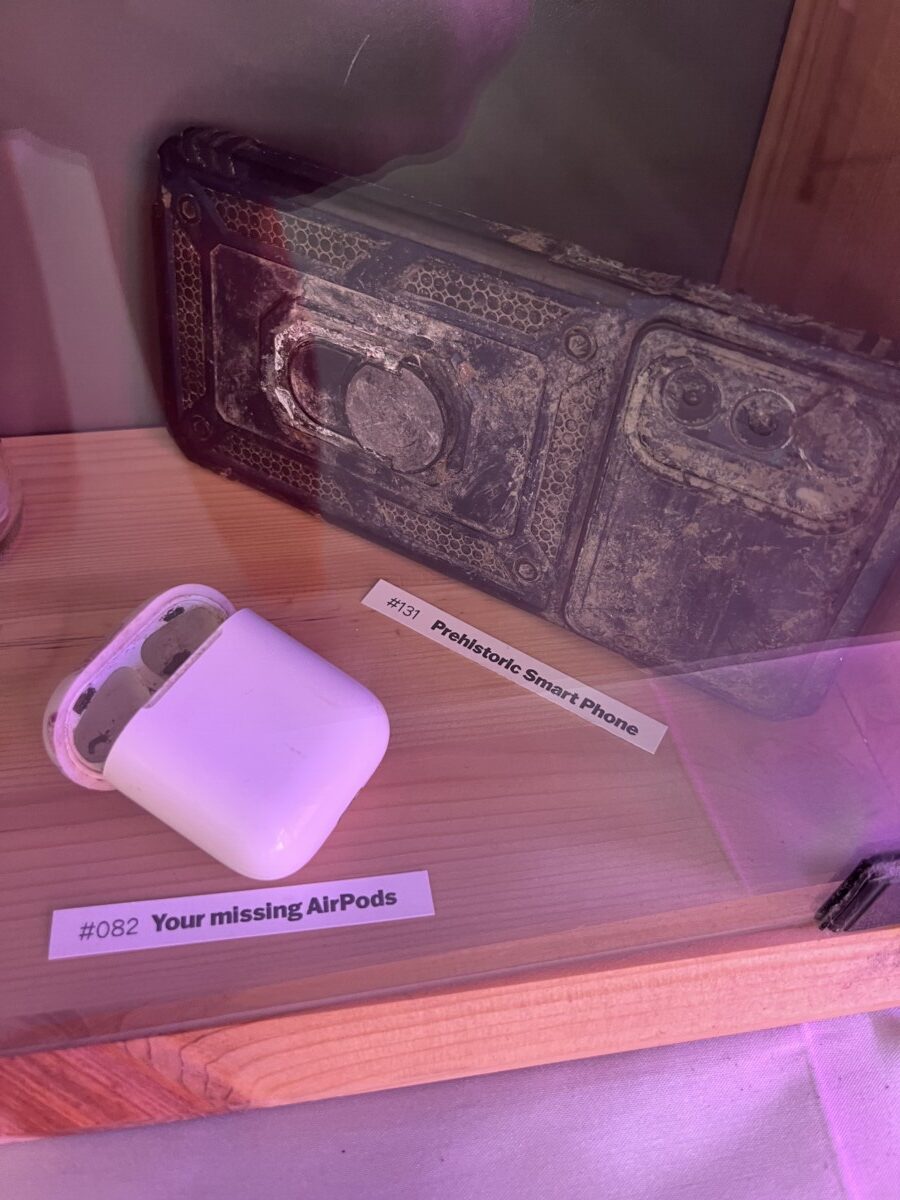 #131 Prehistoric Smart Phone
#082 Your missing AirPods